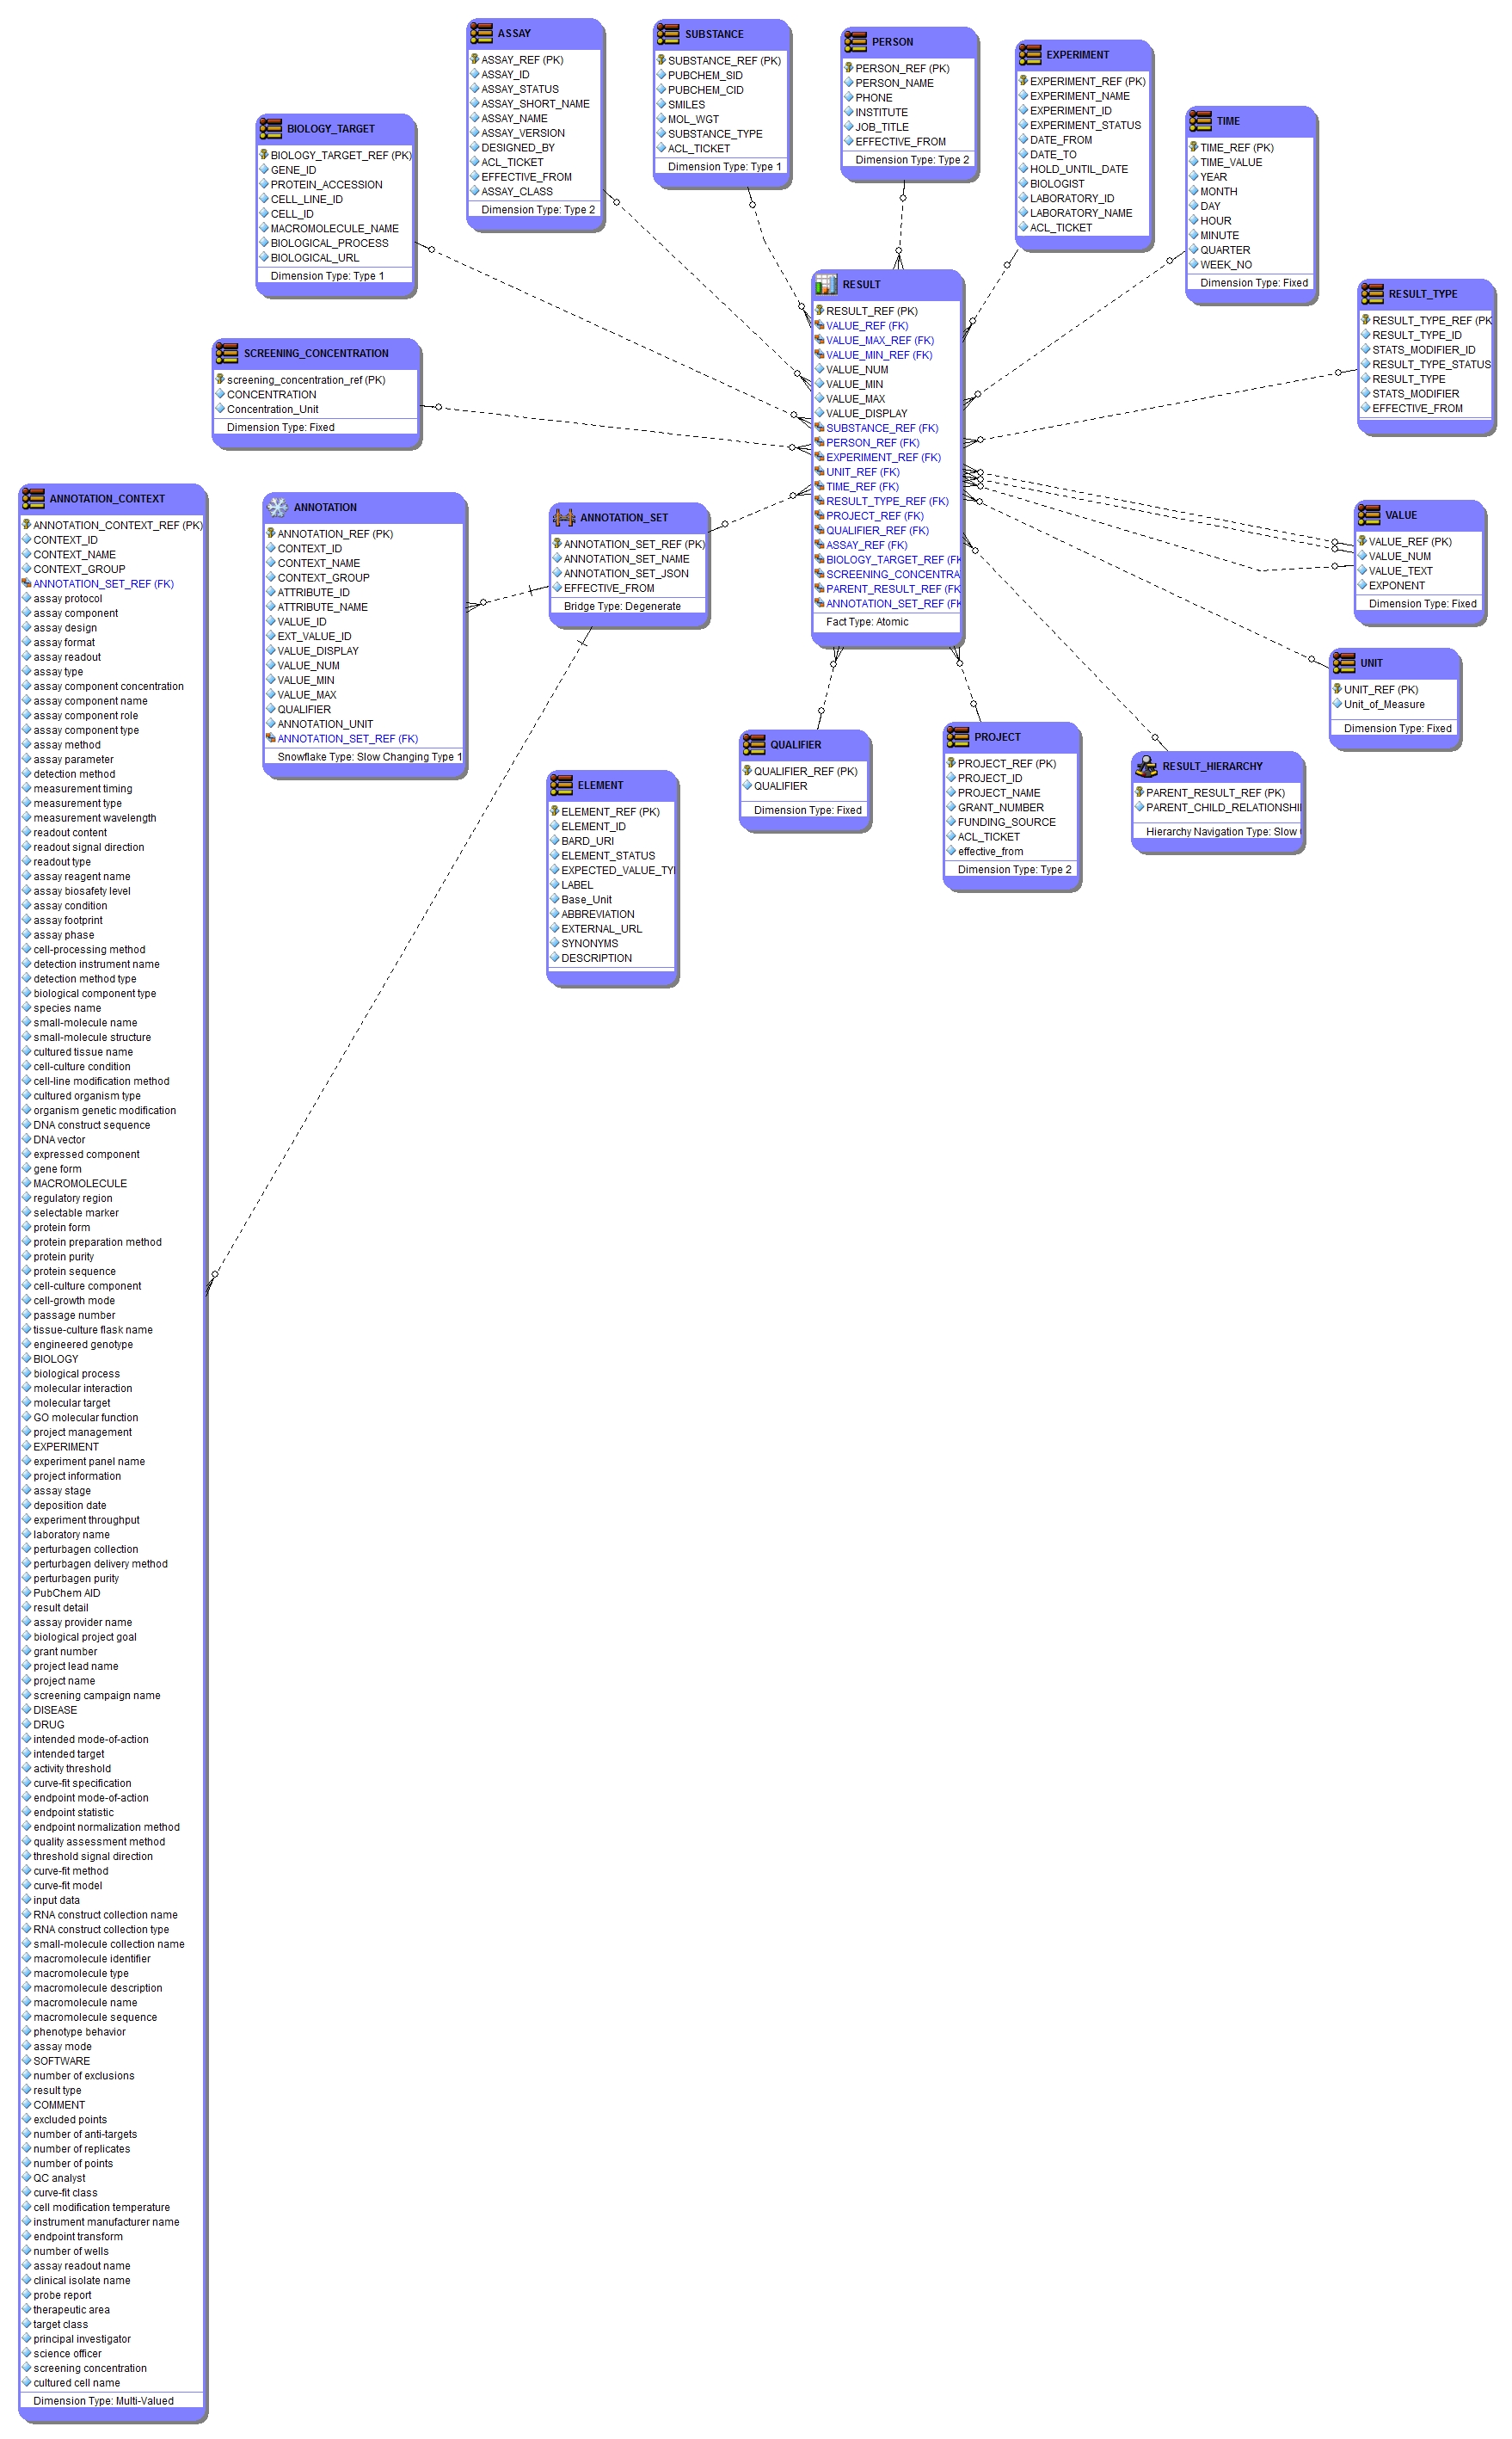 ASSAY
ASSAY_REF (PK)
ASSAY_ID
ASSAY_STATUS
ASSAY_SHORT_NAME
ASSAY_NAME
ASSAY_VERSION
DESIGNED_BY
ACL_TICKET
EFFECTIVE_FROM
ASSAY_CLASS
Dimension Type: Type 2
SUBSTANCE
SUBSTANCE_REF (PK)
PUBCHEM_SID
PUBCHEM_CID
SMILES
MOL_WGT
SUBSTANCE_TYPE
ACL_TICKET
Dimension Type: Type 1
PERSON
PERSON_REF (PK)
PERSON_NAME
PHONE
INSTITUTE
JOB_TITLE
EFFECTIVE_FROM
Dimension Type: Type 2
EXPERIMENT
EXPERIMENT_REF (PK)
EXPERIMENT_NAME
EXPERIMENT_ID
EXPERIMENT_STATUS
DATE_FROM
DATE_TO
HOLD_UNTIL_DATE
BIOLOGIST
LABORATORY_ID
LABORATORY_NAME
ACL_TICKET
TIME
TIME_REF (PK)
TIME_VALUE
YEAR
MONTH
DAY
HOUR
MINUTE
QUARTER
WEEK_NO
Dimension Type: Fixed
BIOLOGY_TARGET
BIOLOGY_TARGET_REF (PK)
GENE_ID
PROTEIN_ACCESSION
CELL_LINE_ID
CELL_ID
MACROMOLECULE_NAME
BIOLOGICAL_PROCESS
BIOLOGICAL_URL
Dimension Type: Type 1
RESULT
RESULT_REF (PK)
VALUE_REF (FK)
VALUE_MAX_REF (FK)
VALUE_MIN_REF (FK)
VALUE_NUM
VALUE_MIN
VALUE_MAX
VALUE_DISPLAY
SUBSTANCE_REF (FK)
PERSON_REF (FK)
EXPERIMENT_REF (FK)
UNIT_REF (FK)
TIME_REF (FK)
RESULT_TYPE_REF (FK)
PROJECT_REF (FK)
QUALIFIER_REF (FK)
ASSAY_REF (FK)
BIOLOGY_TARGET_REF (FK
SCREENING_CONCENTRA
PARENT_RESULT_REF (FK
ANNOTATION_SET_REF (FK
Fact Type: Atomic
RESULT_TYPE
RESULT_TYPE_REF (PK
RESULT_TYPE_ID
STATS_MODIFIER_ID
RESULT_TYPE_STATUS
RESULT_TYPE
STATS_MODIFIER
EFFECTIVE_FROM
SCREENING_CONCENTRATION
screening_concentration_ref (PK)
CONCENTRATION
Concentration_Unit
Dimension Type: Fixed
ANNOTATION_CONTEXT
ANNOTATION_CONTEXT_REF (PK)
CONTEXT_ID
CONTEXT_NAME
CONTEXT_GROUP
ANNOTATION_SET_REF (FK)
assay protocol
assay component
assay design
assay format
assay readout
assay type
assay component concentration
assay component name
assay component role
assay component type
assay method
assay parameter
detection method
measurement timing
measurement type
measurement wavelength
readout content
readout signal direction
readout type
assay reagent name
assay biosafety level
assay condition
assay footprint
assay phase
cell-processing method
detection instrument name
detection method type
biological component type
species name
small-molecule name
small-molecule structure
cultured tissue name
cell-culture condition
cell-line modification method
cultured organism type
organism genetic modification
DNA construct sequence
DNA vector
expressed component
gene form
MACROMOLECULE
regulatory region
selectable marker
protein form
protein preparation method
protein purity
protein sequence
cell-culture component
cell-growth mode
passage number
tissue-culture flask name
engineered genotype
BIOLOGY
biological process
molecular interaction
molecular target
GO molecular function
project management
EXPERIMENT
experiment panel name
project information
assay stage
deposition date
experiment throughput
laboratory name
perturbagen collection
perturbagen delivery method
perturbagen purity
PubChem AID
result detail
assay provider name
biological project goal
grant number
project lead name
project name
screening campaign name
DISEASE
DRUG
intended mode-of-action
intended target
activity threshold
curve-fit specification
endpoint mode-of-action
endpoint statistic
endpoint normalization method
quality assessment method
threshold signal direction
curve-fit method
curve-fit model
input data
RNA construct collection name
RNA construct collection type
small-molecule collection name
macromolecule identifier
macromolecule type
macromolecule description
macromolecule name
macromolecule sequence
phenotype behavior
assay mode
SOFTWARE
number of exclusions
result type
COMMENT
excluded points
number of anti-targets
number of replicates
number of points
QC analyst
curve-fit class
cell modification temperature
instrument manufacturer name
endpoint transform
number of wells
assay readout name
clinical isolate name
probe report
therapeutic area
target class
principal investigator
science officer
screening concentration
cultured cell name
Dimension Type: Multi-Valued
ANNOTATION
ANNOTATION_REF (PK)
CONTEXT_ID
CONTEXT_NAME
CONTEXT_GROUP
ATTRIBUTE_ID
ATTRIBUTE_NAME
VALUE_ID
EXT_VALUE_ID
VALUE_DISPLAY
VALUE_NUM
VALUE_MIN
VALUE_MAX
QUALIFIER
ANNOTATION_UNIT
ANNOTATION_SET_REF (FK)
Snowflake Type: Slow Changing Type 1
ANNOTATION_SET
ANNOTATION_SET_REF (PK)
ANNOTATION_SET_NAME
ANNOTATION_SET_JSON
EFFECTIVE_FROM
Bridge Type: Degenerate
VALUE
VALUE_REF (PK)
VALUE_NUM
VALUE_TEXT
EXPONENT
Dimension Type: Fixed
UNIT
UNIT_REF (PK)
Unit_of_Measure
Dimension Type: Fixed
QUALIFIER
QUALIFIER_REF (PK)
QUALIFIER
Dimension Type: Fixed
PROJECT
PROJECT_REF (PK)
PROJECT_ID
PROJECT_NAME
GRANT_NUMBER
FUNDING_SOURCE
ACL_TICKET
effective_from
Dimension Type: Type 2
RESULT_HIERARCHY
PARENT_RESULT_REF (PK)
PARENT_CHILD_RELATIONSHI
Hierarchy Navigation Type: Slow
ELEMENT
ELEMENT_REF (PK)
ELEMENT_ID
BARD_URI
ELEMENT_STATUS
EXPECTED_VALUE_TY
LABEL
Base_Unit
ABBREVIATION
EXTERNAL_URL
SYNONYMS
DESCRIPTION